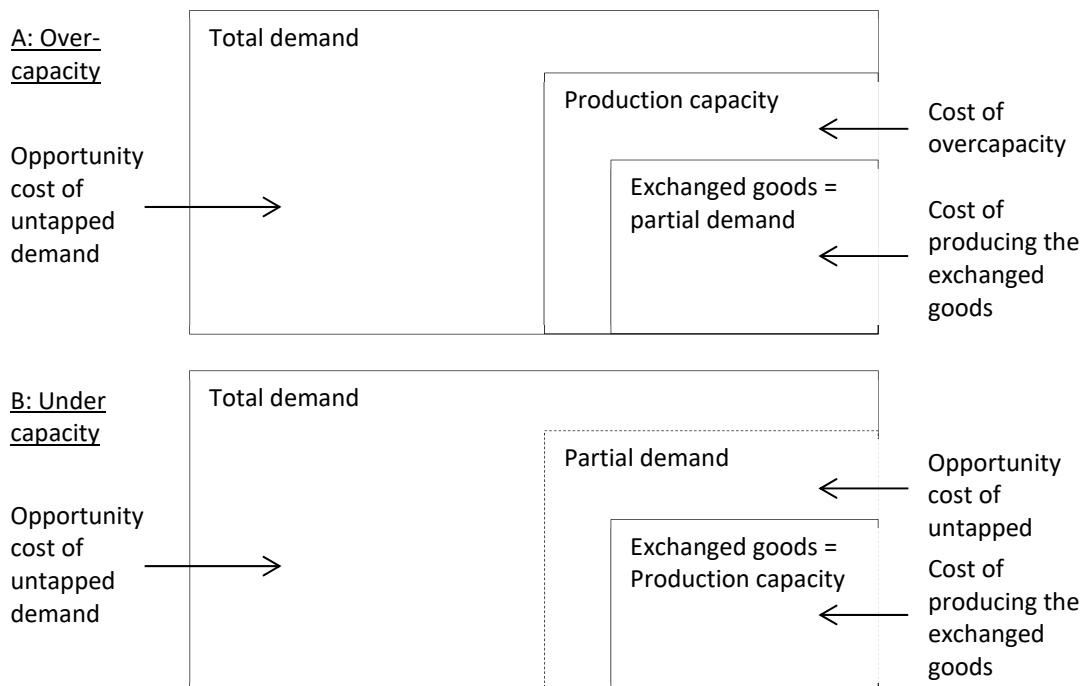 A: Over-
capacity
Total demand
Production capacity
Cost of
overcapacity
Opportunity
cost of
untapped
demand
Exchanged goods =
partial demand
Cost of
producing the
exchanged
goods
B: Under
capacity
Total demand
Partial demand
Opportunity
cost of
untapped
Opportunity
cost of
untapped
demand
Exchanged goods =
Production capacity
Cost of
producing the
exchanged
goods